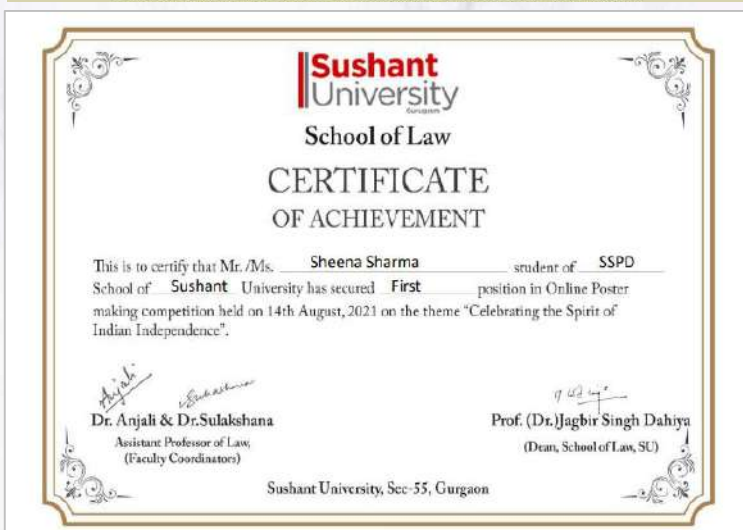 Sushant
University
Gurugram
School of Law
CERTIFICATE
OF ACHIEVEMENT
This is to certify that Mr. /Ms. Sheena Sharma student of SSPD
School of Sushant University has secured First position in Online Poster
making competition held on 14th August, 2021 on the theme "Celebrating the Spirit of
Indian Independence".
Anjali Sulakshana
Dr. Anjali & Dr.Sulakshana Prof. (Dr.)Jagbir Singh Dahiya
Assistant Professor of Law, (Dean, School of Law, SU)
(Faculty Coordinators)
Sushant University, Sec-55, Gurgaon